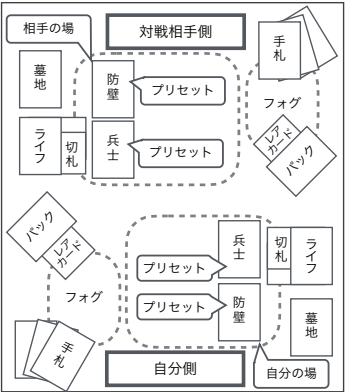 相手の場
対戦相手側
手札
墓地
防壁
プリセット
フォグ
ライフ
切札
兵士
プリセット
レア
カード
パック
パック
レア
カード
兵士
切札
ライフ
プリセット
フォグ
プリセット
防壁
墓地
手札
自分側
自分の場